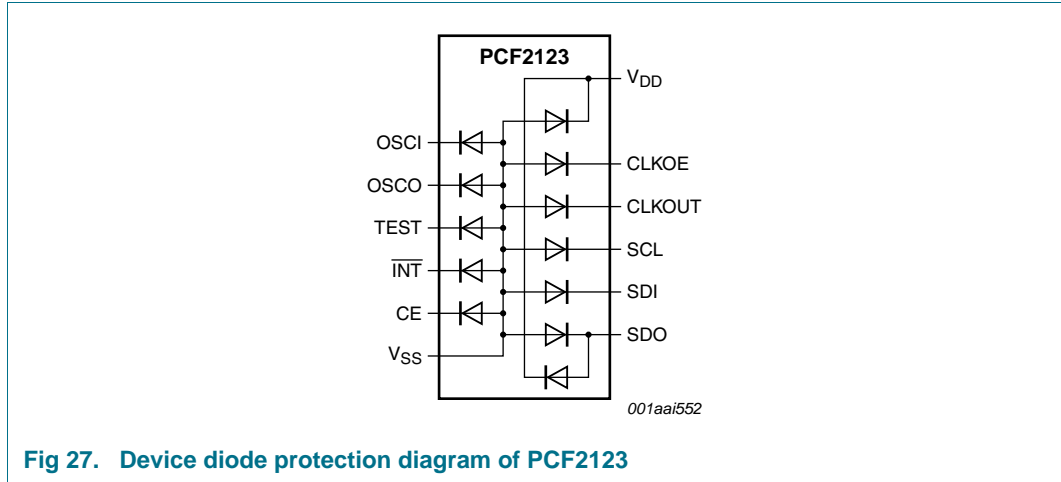 PCF2123
VDD
OSCI
CLKOE
OSCO
CLKOUT
TEST
SCL
INT
SDI
CE
SDO
VSS
001aai552
Fig 27. Device diode protection diagram of PCF2123